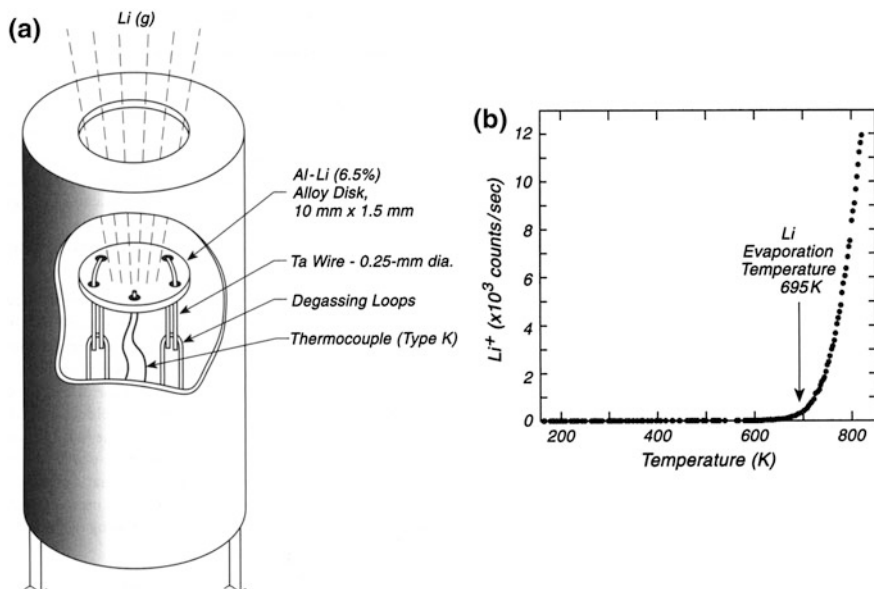 (a)
Li (g)
Al-Li (6.5%)
Alloy Disk,
10 mm x 1.5 mm
Ta Wire - 0.25-mm dia.
Degassing Loops
Thermocouple (Type K)
(b)
Li+ (x10³ counts/sec)
12
10
8
6
4
2
0
Li
Evaporation
Temperature
695K
200
400
600
800
Temperature (K)